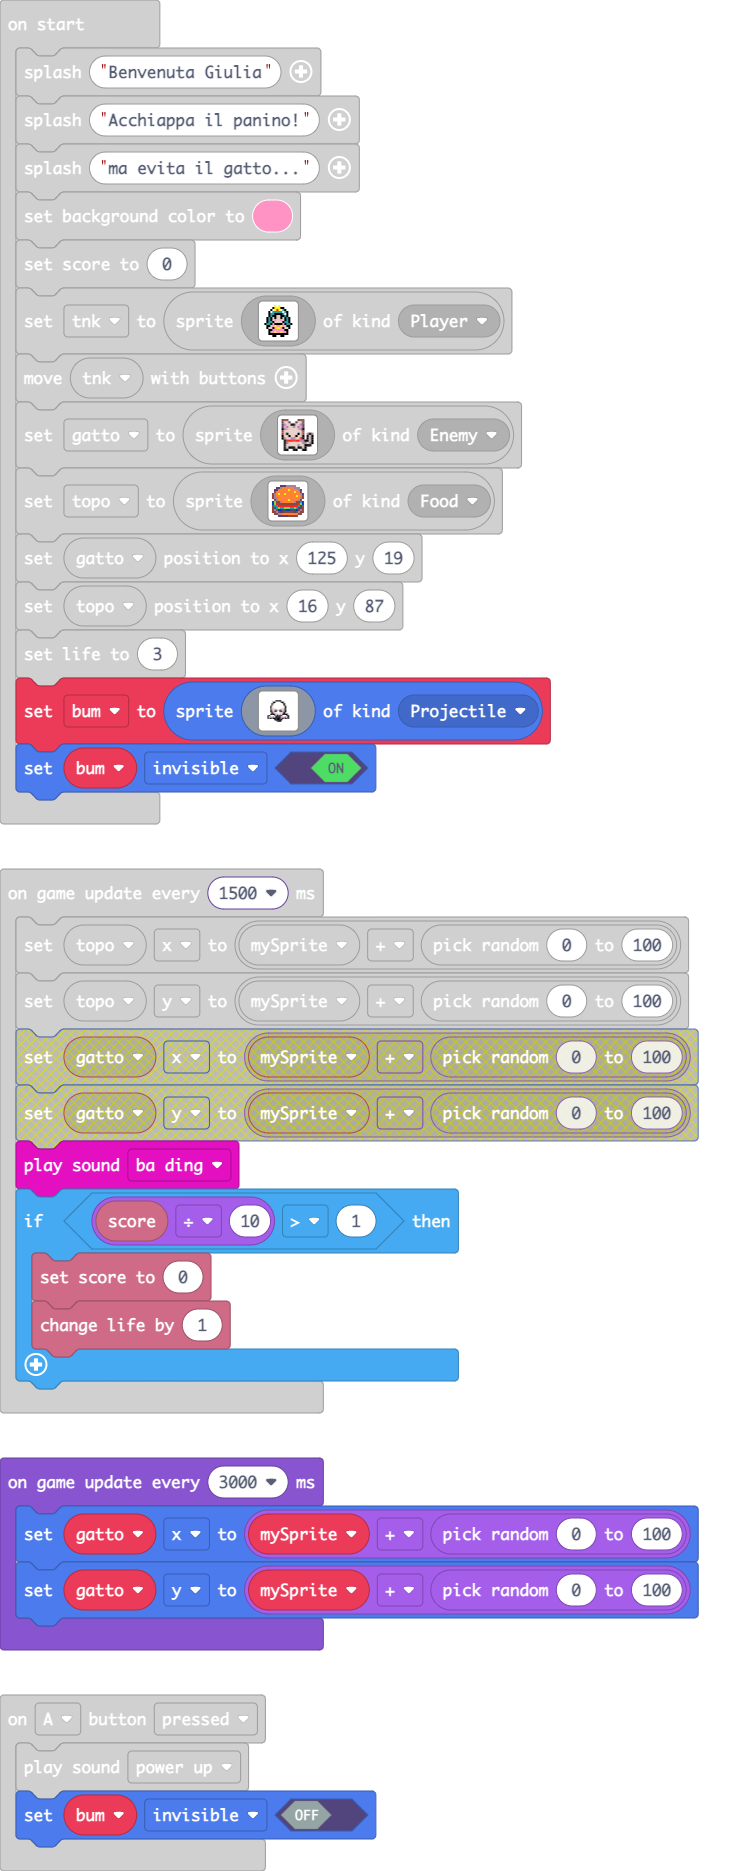 on start
splash "Benvenuta Giulia"
splash "Acchiappa il panino!"
splash "ma evita il gatto..."
set background color to
set score to 0
set tnk to sprite of kind Player
move tnk with buttons
set gatto to sprite of kind Enemy
set topo to sprite of kind Food
set gatto position to x 125 y 19
set topo position to x 16 y 87
set life to 3
set bum to sprite of kind Projectile
set bum invisible ON
on game update every 1500 ms
set topo x to mySprite + pick random 0 to 100
set topo y to mySprite + pick random 0 to 100
set gatto x to mySprite + pick random 0 to 100
set gatto y to mySprite + pick random 0 to 100
play sound ba ding
if score ÷ 10 > 1 then
set score to 0
change life by 1
on game update every 3000 ms
set gatto x to mySprite + pick random 0 to 100
set gatto y to mySprite + pick random 0 to 100
on A button pressed
play sound power up
set bum invisible OFF